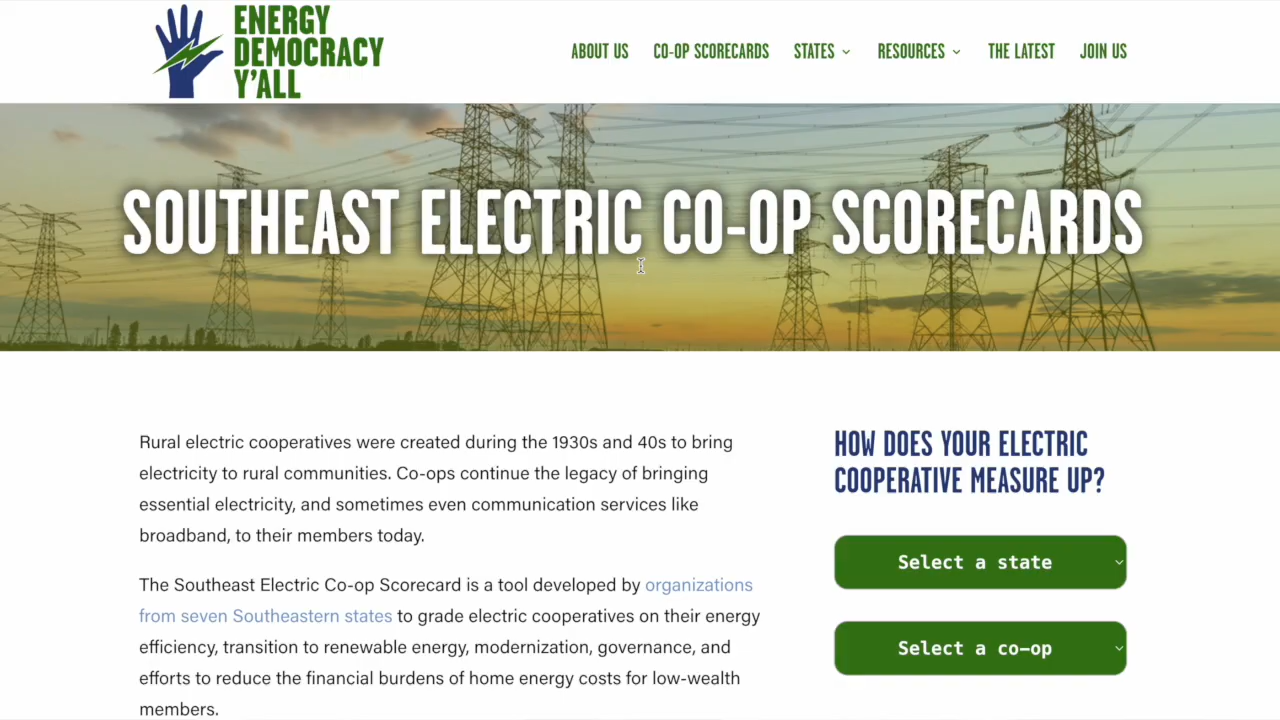 ENERGY
DEMOCRACY
Y'ALL
ABOUT US CO-OP SCORECARDS STATES RESOURCES THE LATEST JOIN US
SOUTHEAST ELECTRIC CO-OP SCORECARDS
Rural electric cooperatives were created during the 1930s and 40s to bring
electricity to rural communities. Co-ops continue the legacy of bringing
essential electricity, and sometimes even communication services like
broadband, to their members today.
The Southeast Electric Co-op Scorecard is a tool developed by organizations
from seven Southeastern states to grade electric cooperatives on their energy
efficiency, transition to renewable energy, modernization, governance, and
efforts to reduce the financial burdens of home energy costs for low-wealth
members.
HOW DOES YOUR ELECTRIC
COOPERATIVE MEASURE UP?
Select a state
Select a co-op